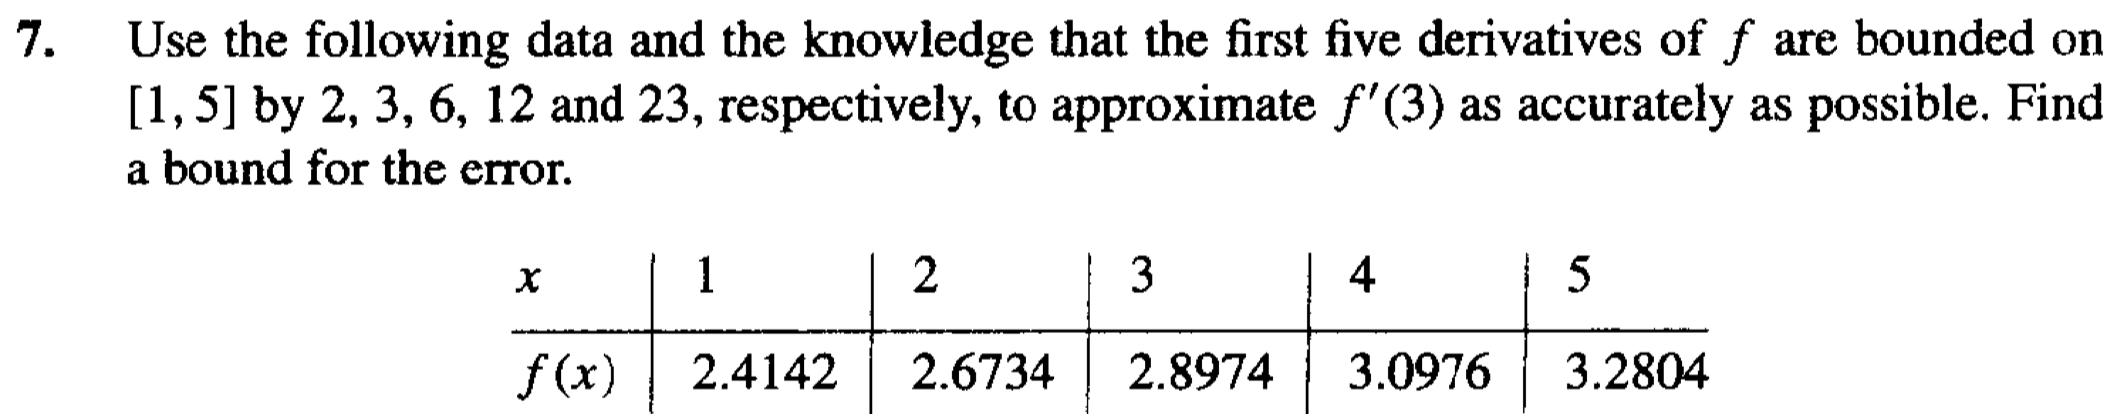 7. Use the following data and the knowledge that the first five derivatives of f are bounded on
[1, 5] by 2, 3, 6, 12 and 23, respectively, to approximate f′(3) as accurately as possible. Find
a bound for the error.
x 1 2 3 4 5
f(x) 2.4142 2.6734 2.8974 3.0976 3.2804